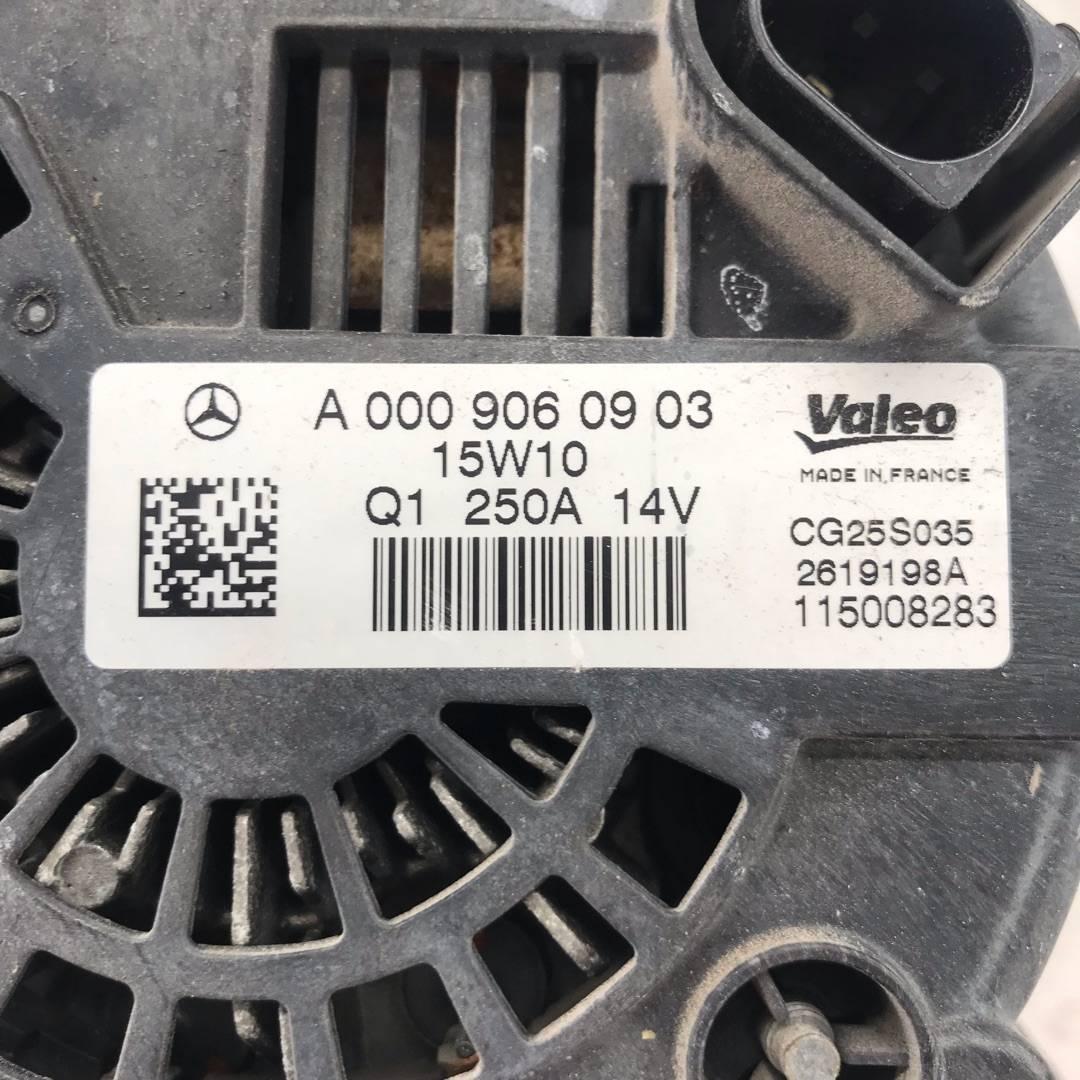 A 000 906 09 03
15W10
Q1 250A 14V
Valeo
MADE IN FRANCE
CG25S035
2619198A
115008283